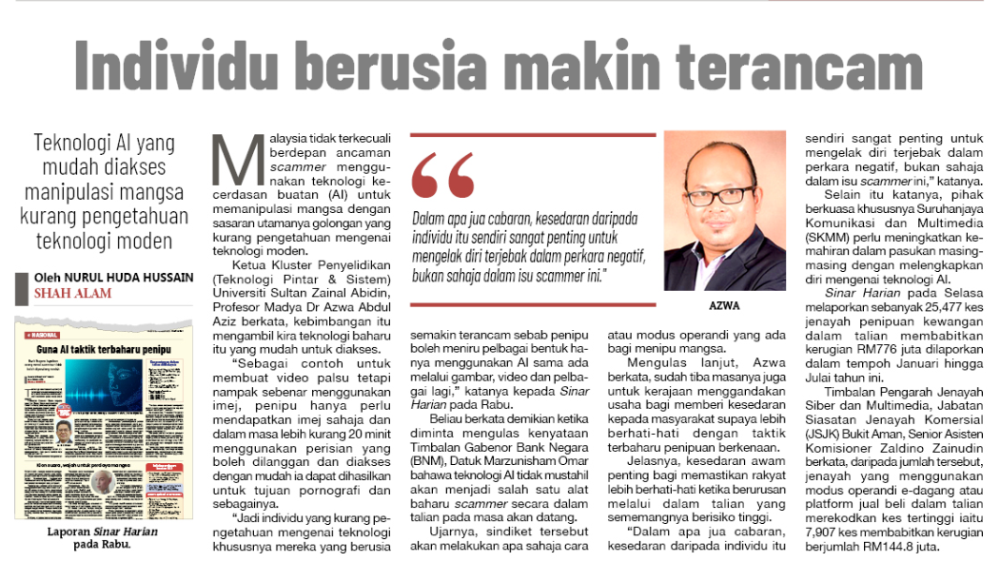 Individu berusia makin terancam
Teknologi AI yang
mudah diakses
manipulasi mangsa
kurang pengetahuan
teknologi moden
Oleh NURUL HUDA HUSSAIN
SHAH ALAM
NASIONAL
Guna AI taktik terbaharu penipu
Klon suara, wajah untuk perdaya mangsa
Laporan Sinar Harian
pada Rabu.
Malaysia tidak terkecuali
berdepan ancaman
scammer menggu-
nakan teknologi ke-
cerdasan buatan (AI) untuk
memanipulasi mangsa dengan
sasaran utamanya golongan yang
kurang pengetahuan mengenai
teknologi moden.
Ketua Kluster Penyelidikan
(Teknologi Pintar & Sistem)
Universiti Sultan Zainal Abidin,
Profesor Madya Dr Azwa Abdul
Aziz berkata, kebimbangan itu
mengambil kira teknologi baharu
itu yang mudah untuk diakses.
“Sebagai contoh untuk
membuat video palsu tetapi
nampak sebenar menggunakan
imej, penipu hanya perlu
mendapatkan imej sahaja dan
dalam masa lebih kurang 20 minit
menggunakan perisian yang
boleh dilanggan dan diakses
dengan mudah ia dapat dihasilkan
untuk tujuan pornografi dan
sebagainya.
“Jadi individu yang kurang pe-
ngetahuan mengenai teknologi
khususnya mereka yang berusia
“
Dalam apa jua cabaran, kesedaran daripada
individu itu sendiri sangat penting untuk
mengelak diri terjebak dalam perkara negatif,
bukan sahaja dalam isu scammer ini."
AZWA
semakin terancam sebab penipu
boleh meniru pelbagai bentuk ha-
nya menggunakan AI sama ada
melalui gambar, video dan pelba-
gai lagi,” katanya kepada Sinar
Harian pada Rabu.
Beliau berkata demikian ketika
diminta mengulas kenyataan
Timbalan Gabenor Bank Negara
(BNM), Datuk Marzunisham Omar
bahawa teknologi AI tidak mustahil
akan menjadi salah satu alat
baharu scammer secara dalam
talian pada masa akan datang.
Ujarnya, sindiket tersebut
akan melakukan apa sahaja cara
atau modus operandi yang ada
bagi menipu mangsa.
Mengulas lanjut, Azwa
berkata, sudah tiba masanya juga
untuk kerajaan menggandakan
usaha bagi memberi kesedaran
kepada masyarakat supaya lebih
berhati-hati dengan taktik
terbaharu penipuan berkenaan.
Jelasnya, kesedaran awam
penting bagi memastikan rakyat
lebih berhati-hati ketika berurusan
melalui dalam talian yang
sememangnya berisiko tinggi.
“Dalam apa jua cabaran,
kesedaran daripada individu itu
sendiri sangat penting untuk
mengelak diri terjebak dalam
perkara negatif, bukan sahaja
dalam isu scammer ini,” katanya.
Selain itu katanya, pihak
berkuasa khususnya Suruhanjaya
Komunikasi dan Multimedia
(SKMM) perlu meningkatkan ke-
mahiran dalam pasukan masing-
masing dengan melengkapkan
diri mengenai teknologi AI.
Sinar Harian pada Selasa
melaporkan sebanyak 25,477 kes
jenayah penipuan kewangan
dalam talian membabitkan
kerugian RM776 juta dilaporkan
dalam tempoh Januari hingga
Julai tahun ini.
Timbalan Pengarah Jenayah
Siber dan Multimedia, Jabatan
Siasatan Jenayah Komersial
(JSJK) Bukit Aman, Senior Asisten
Komisioner Zaldino Zainudin
berkata, daripada jumlah tersebut,
jenayah yang menggunakan
modus operandi e-dagang atau
platform jual beli dalam talian
merekodkan kes tertinggi iaitu
7,907 kes membabitkan kerugian
berjumlah RM144.8 juta.